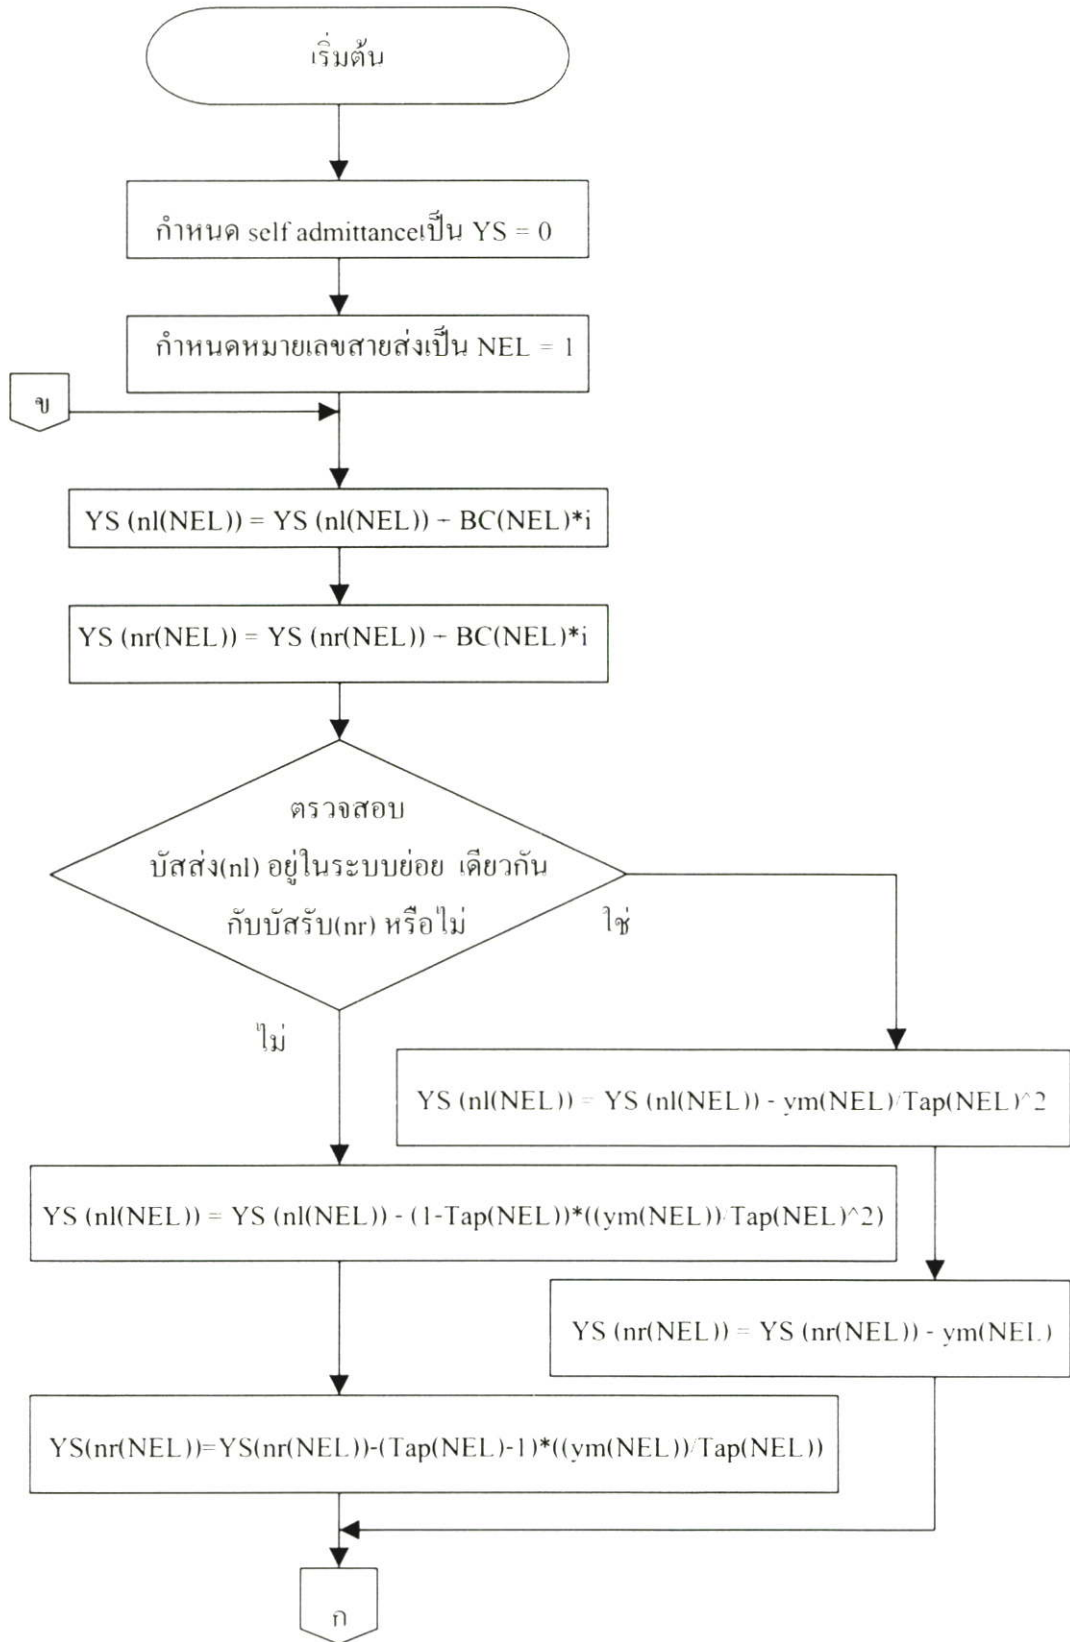 เริ่มต้น
กำหนด self admittanceเป็น YS = 0
กำหนดหมายเลขสายส่งเป็น NEL = 1
ข
YS (nl(NEL)) = YS (nl(NEL)) - BC(NEL)*i
YS (nr(NEL)) = YS (nr(NEL)) - BC(NEL)*i
ตรวจสอบ
บัสส่ง(nl) อยู่ในระบบย่อย เดียวกัน
กับบัสรับ(nr) หรือไม่
ใช่
ไม่
YS (nl(NEL)) = YS (nl(NEL)) - ym(NEL)/Tap(NEL)^2
YS (nl(NEL)) = YS (nl(NEL)) - (1-Tap(NEL))*((ym(NEL))/Tap(NEL)^2)
YS (nr(NEL)) = YS (nr(NEL)) - ym(NEL)
YS(nr(NEL))=YS(nr(NEL))-(Tap(NEL)-1)*((ym(NEL))/Tap(NEL))
ก